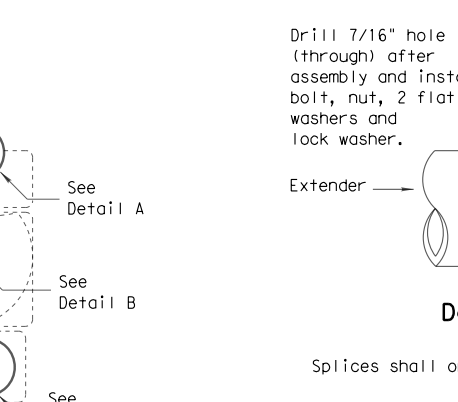 Drill 7/16" hole
(through) after
assembly and
bolt, nut, 2 flat
washers and
lock washer.
See
Detail A
Extender
See
Detail B
Splices shall
See